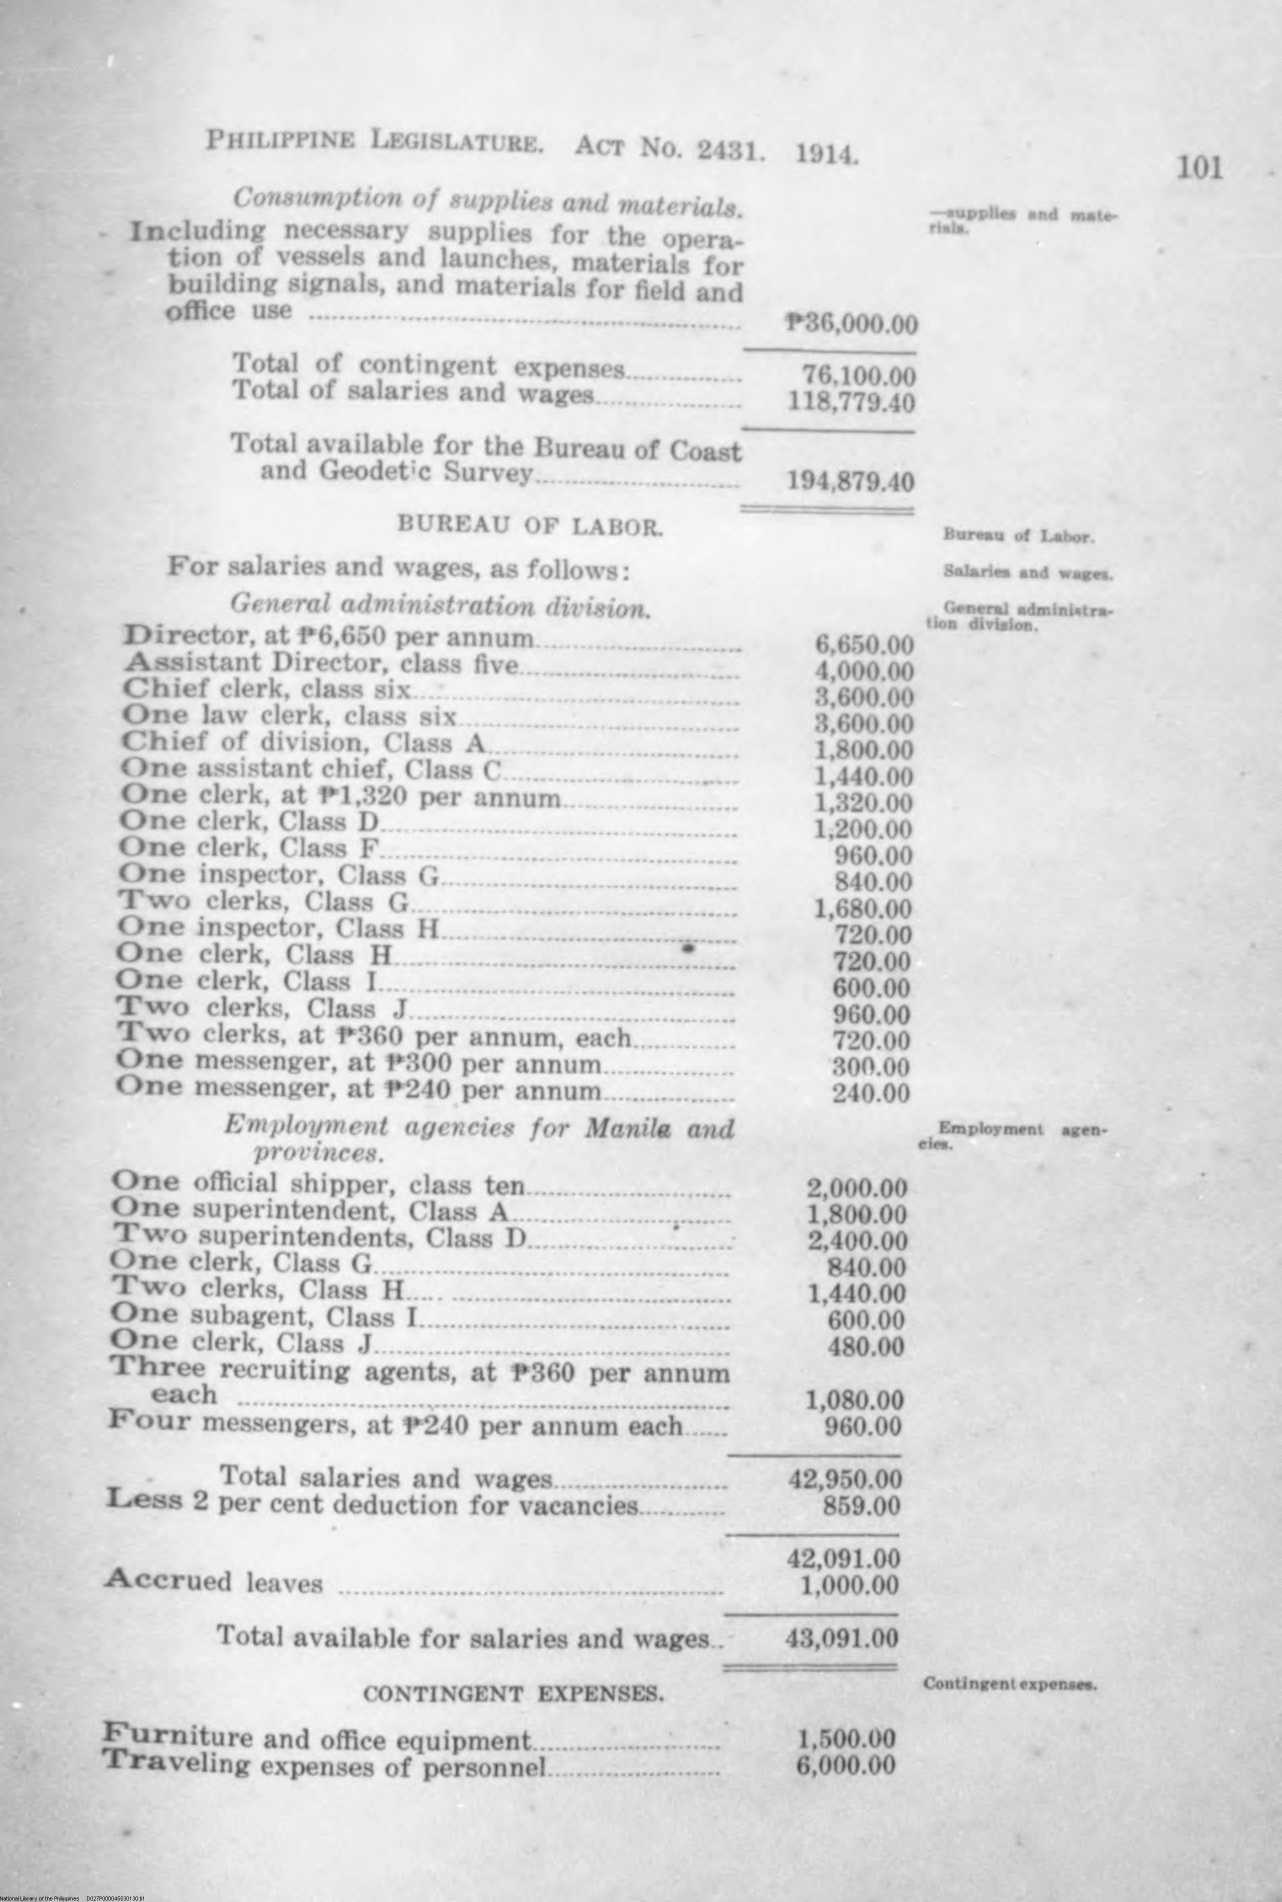 PHILIPPINE LEGISLATURE. ACT No. 2431. 1914.
101
Consumption of supplies and materials.
—supplies and mate-
rials.
Including necessary supplies for the opera-
tion of vessels and launches, materials for
building signals, and materials for field and
office use ........ ₱36,000.00
Total of contingent expenses........ 76,100.00
Total of salaries and wages........ 118,779.40
Total available for the Bureau of Coast
and Geodetic Survey........ 194,879.40
BUREAU OF LABOR.
Bureau of Labor.
For salaries and wages, as follows:
Salaries and wages.
General administration division.
General administra-
tion division.
Director, at ₱6,650 per annum........ 6,650.00
Assistant Director, class five........ 4,000.00
Chief clerk, class six........ 3,600.00
One law clerk, class six........ 3,600.00
Chief of division, Class A........ 1,800.00
One assistant chief, Class C........ 1,440.00
One clerk, at ₱1,320 per annum........ 1,320.00
One clerk, Class D........ 1,200.00
One clerk, Class F........ 960.00
One inspector, Class G........ 840.00
Two clerks, Class G........ 1,680.00
One inspector, Class H........ 720.00
One clerk, Class H........ 720.00
One clerk, Class I........ 600.00
Two clerks, Class J........ 960.00
Two clerks, at ₱360 per annum, each........ 720.00
One messenger, at ₱300 per annum........ 300.00
One messenger, at ₱240 per annum........ 240.00
Employment agencies for Manila and
provinces.
Employment agen-
cies.
One official shipper, class ten........ 2,000.00
One superintendent, Class A........ 1,800.00
Two superintendents, Class D........ 2,400.00
One clerk, Class G........ 840.00
Two clerks, Class H........ 1,440.00
One subagent, Class I........ 600.00
One clerk, Class J........ 480.00
Three recruiting agents, at ₱360 per annum
each ........ 1,080.00
Four messengers, at ₱240 per annum each...... 960.00
Total salaries and wages........ 42,950.00
Less 2 per cent deduction for vacancies........ 859.00
42,091.00
Accrued leaves ........ 1,000.00
Total available for salaries and wages.. 43,091.00
CONTINGENT EXPENSES.
Contingent expenses.
Furniture and office equipment........ 1,500.00
Traveling expenses of personnel........ 6,000.00
National Library of the Philippines